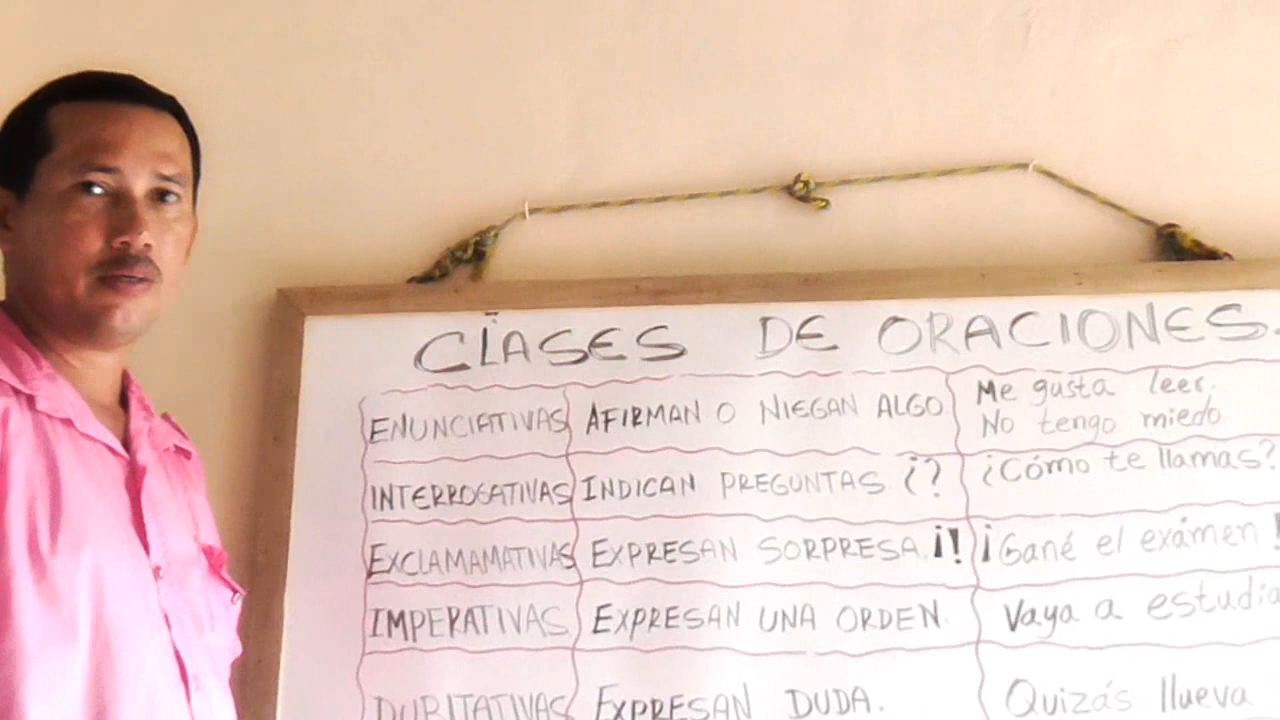 CLASES DE ORACIONES.
ENUNCIATIVAS AFIRMAN O NIEGAN ALGO Me gusta leer.
No tengo miedo
INTERROGATIVAS INDICAN PREGUNTAS ¿? ¿Cómo te llamas?
EXCLAMAMATIVAS EXPRESAN SORPRESA. ¡! ¡Gané el exámen!
IMPERATIVAS EXPRESAN UNA ORDEN. Vaya a estudia
DUBITATIVAS EXPRESAN DUDA. Quizás llueva